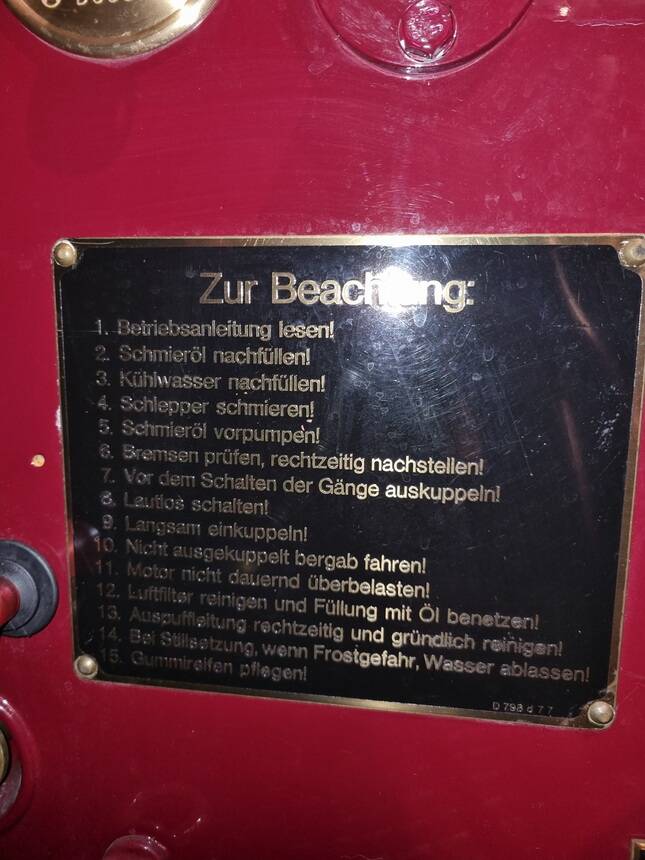 Zur Beachtung:
1. Betriebsanleitung lesen!
2. Schmieröl nachfüllen!
3. Kühlwasser nachfüllen!
4. Schlepper schmieren!
5. Schmieröl vorpumpen!
6. Bremsen prüfen, rechtzeitig nachstellen!
7. Vor dem Schalten der Gänge auskuppeln!
8. Lautlos schalten!
9. Langsam einkuppeln!
10. Nicht ausgekuppelt bergab fahren!
11. Motor nicht dauernd überbelasten!
12. Luftfilter reinigen und Füllung mit Öl benetzen!
13. Auspuffleitung rechtzeitig und gründlich reinigen!
14. Bei Stillsetzung, wenn Frostgefahr, Wasser ablassen!
15. Gummireifen pflegen!
D 798 d 7 7